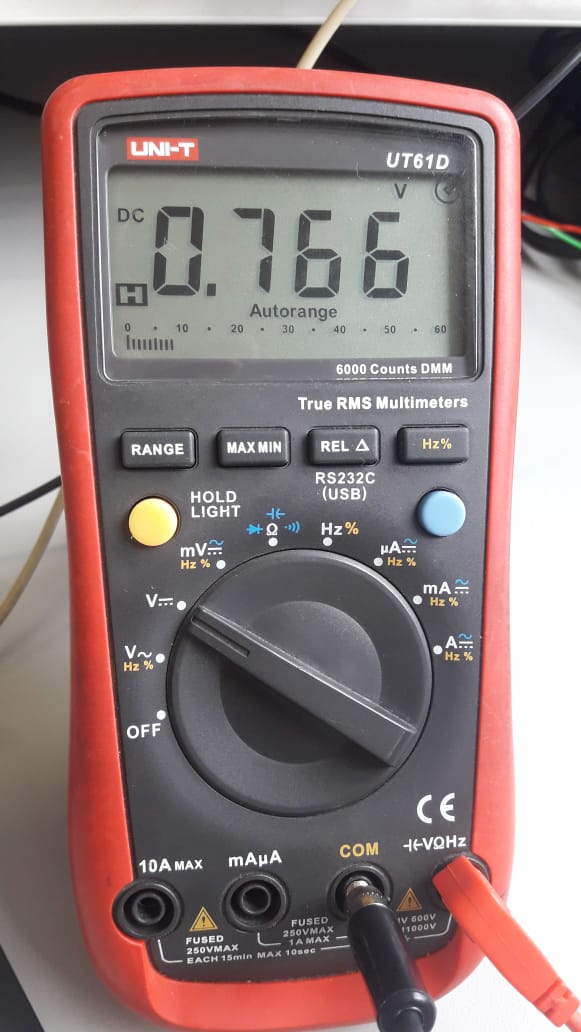 UNI-T
UT61D
V
DC 0.766
H
Autorange
0 10 20 30 40 50 60
6000 Counts DMM
True RMS Multimeters
RANGE MAX MIN REL Δ Hz%
RS232C
(USB)
HOLD
LIGHT
Ω Hz%
mV
Hz %
µA
Hz %
V
mA
Hz %
V~
Hz %
A
Hz %
OFF
CE
10A MAX mAµA COM VΩHz
FUSED
250VMAX
EACH 15min MAX 10sec
FUSED
250VMAX
1A MAX
600V
1000V